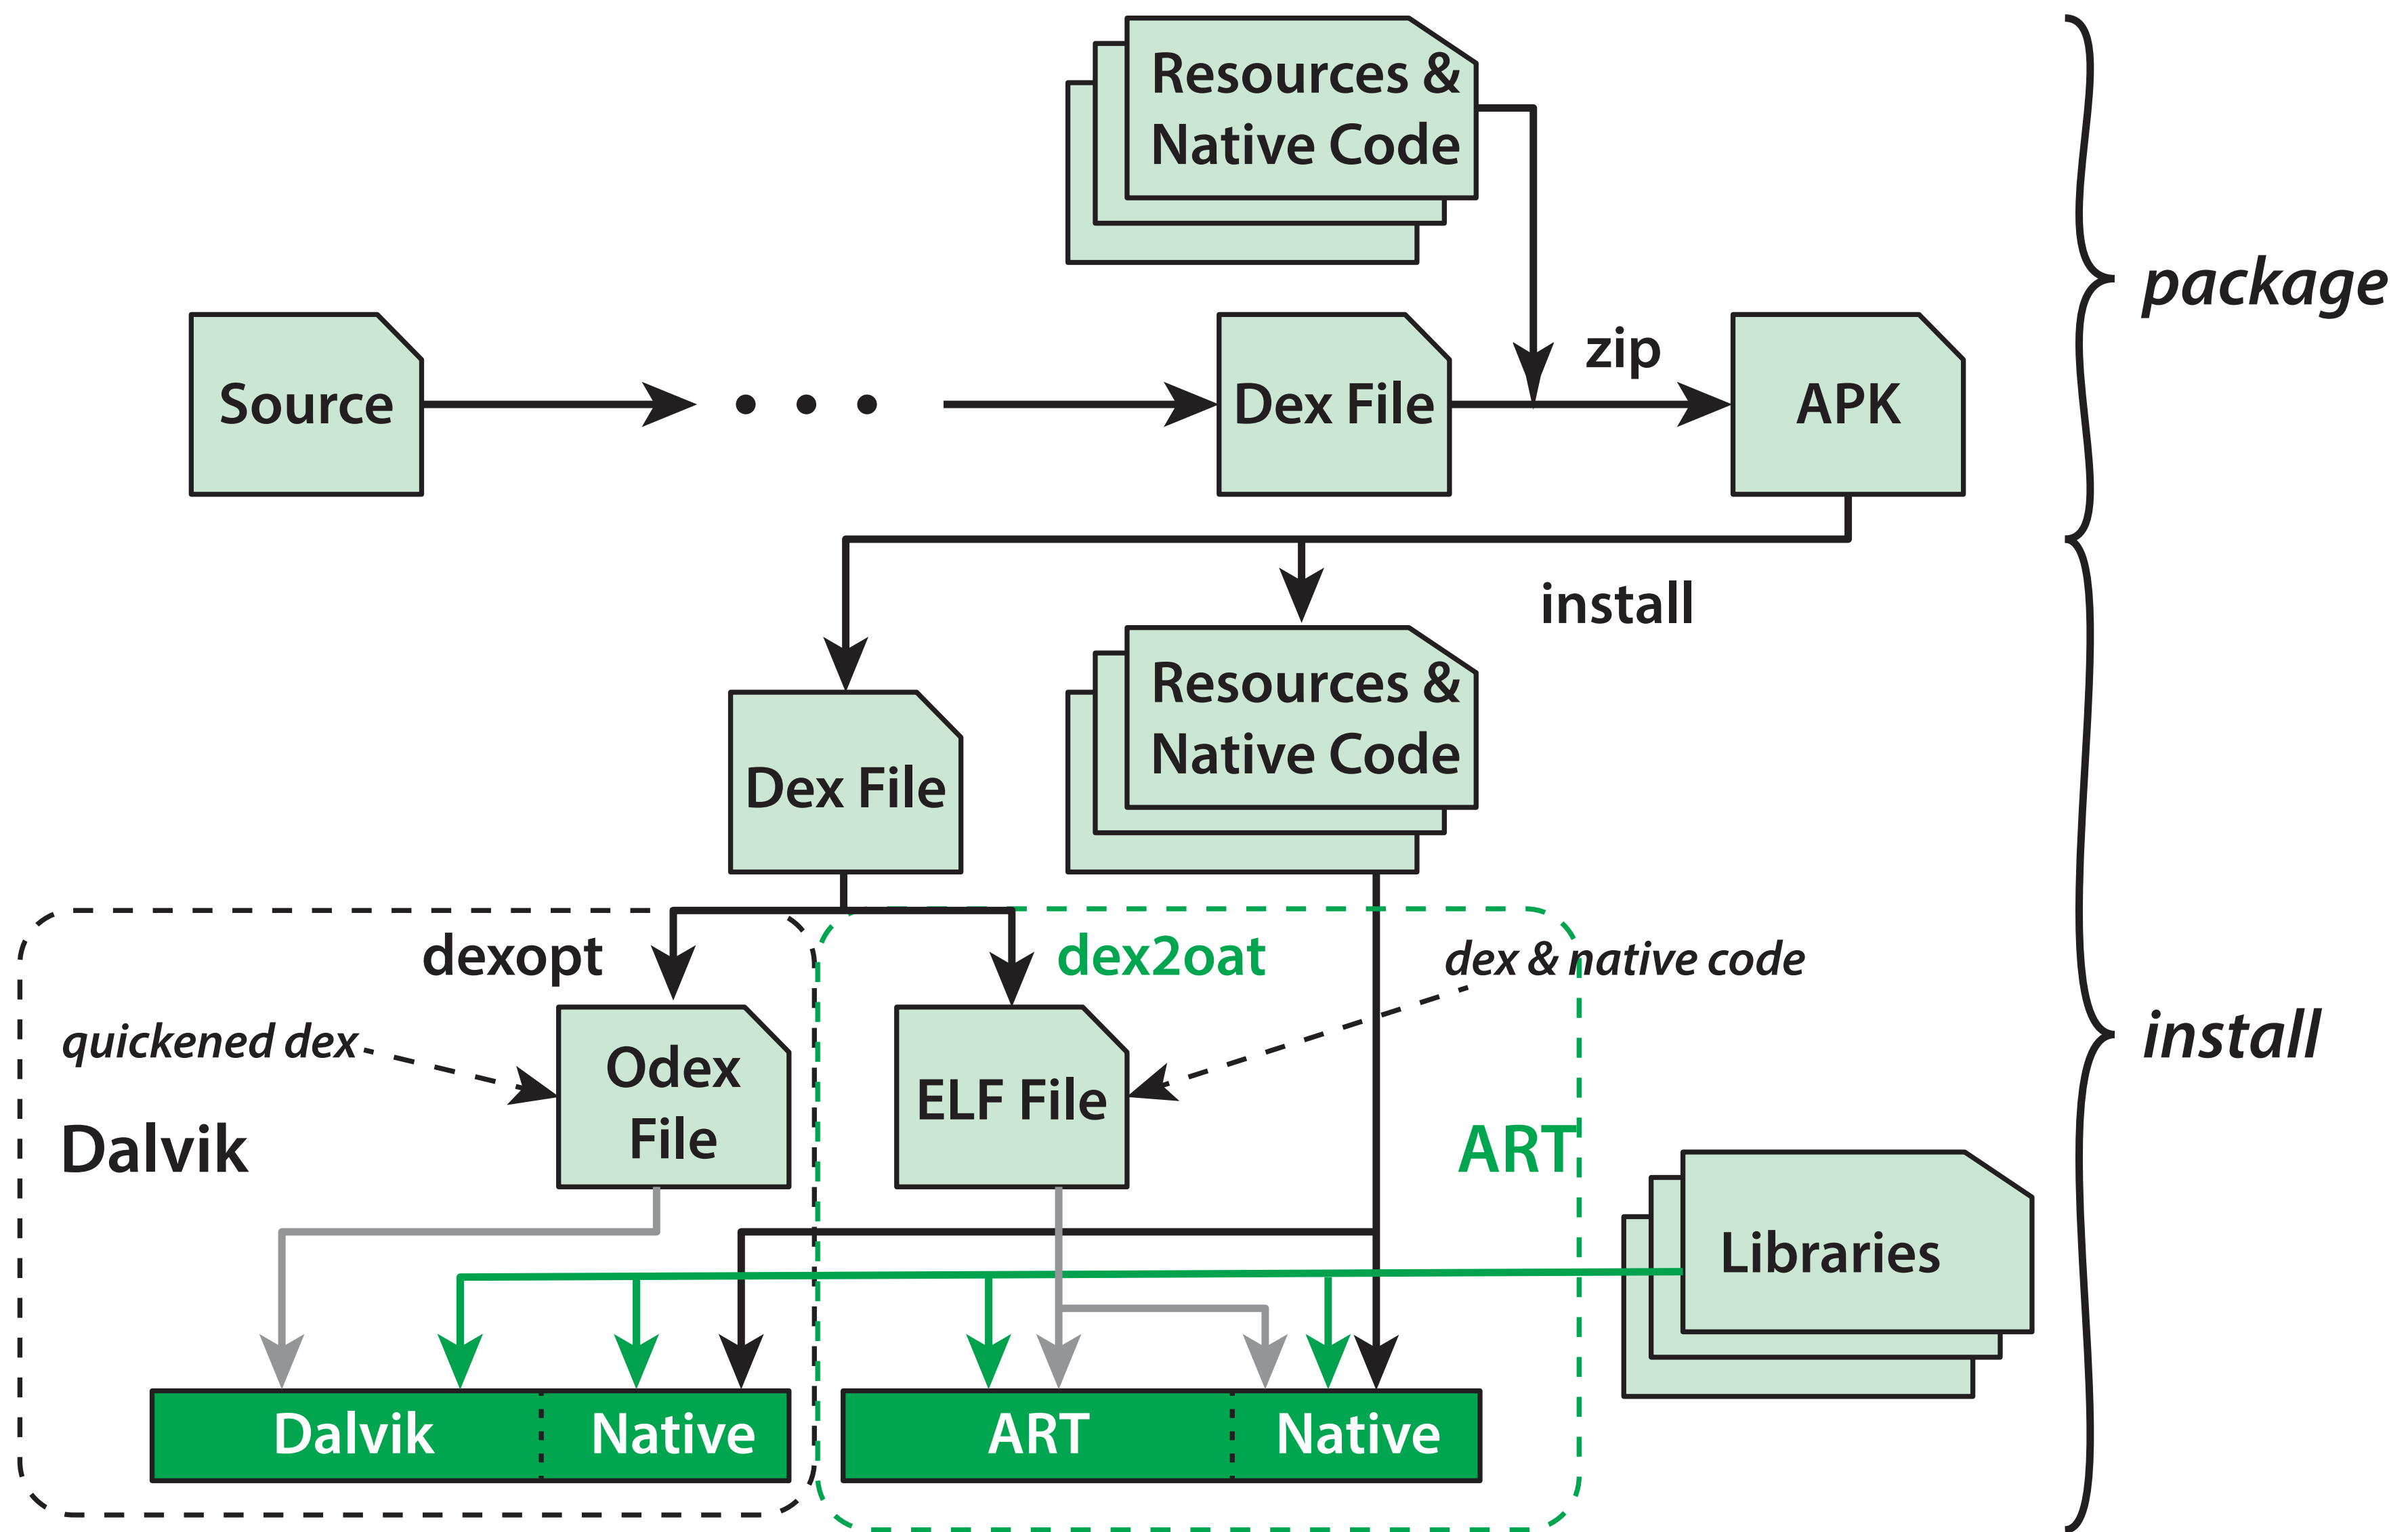 Resources &
Native Code
package
Source
Dex File
zip
APK
install
Resources &
Native Code
Dex File
dexopt
dex2oat
dex & native code
quickened dex
Odex
File
ELF File
install
Dalvik
ART
Libraries
Dalvik
Native
ART
Native